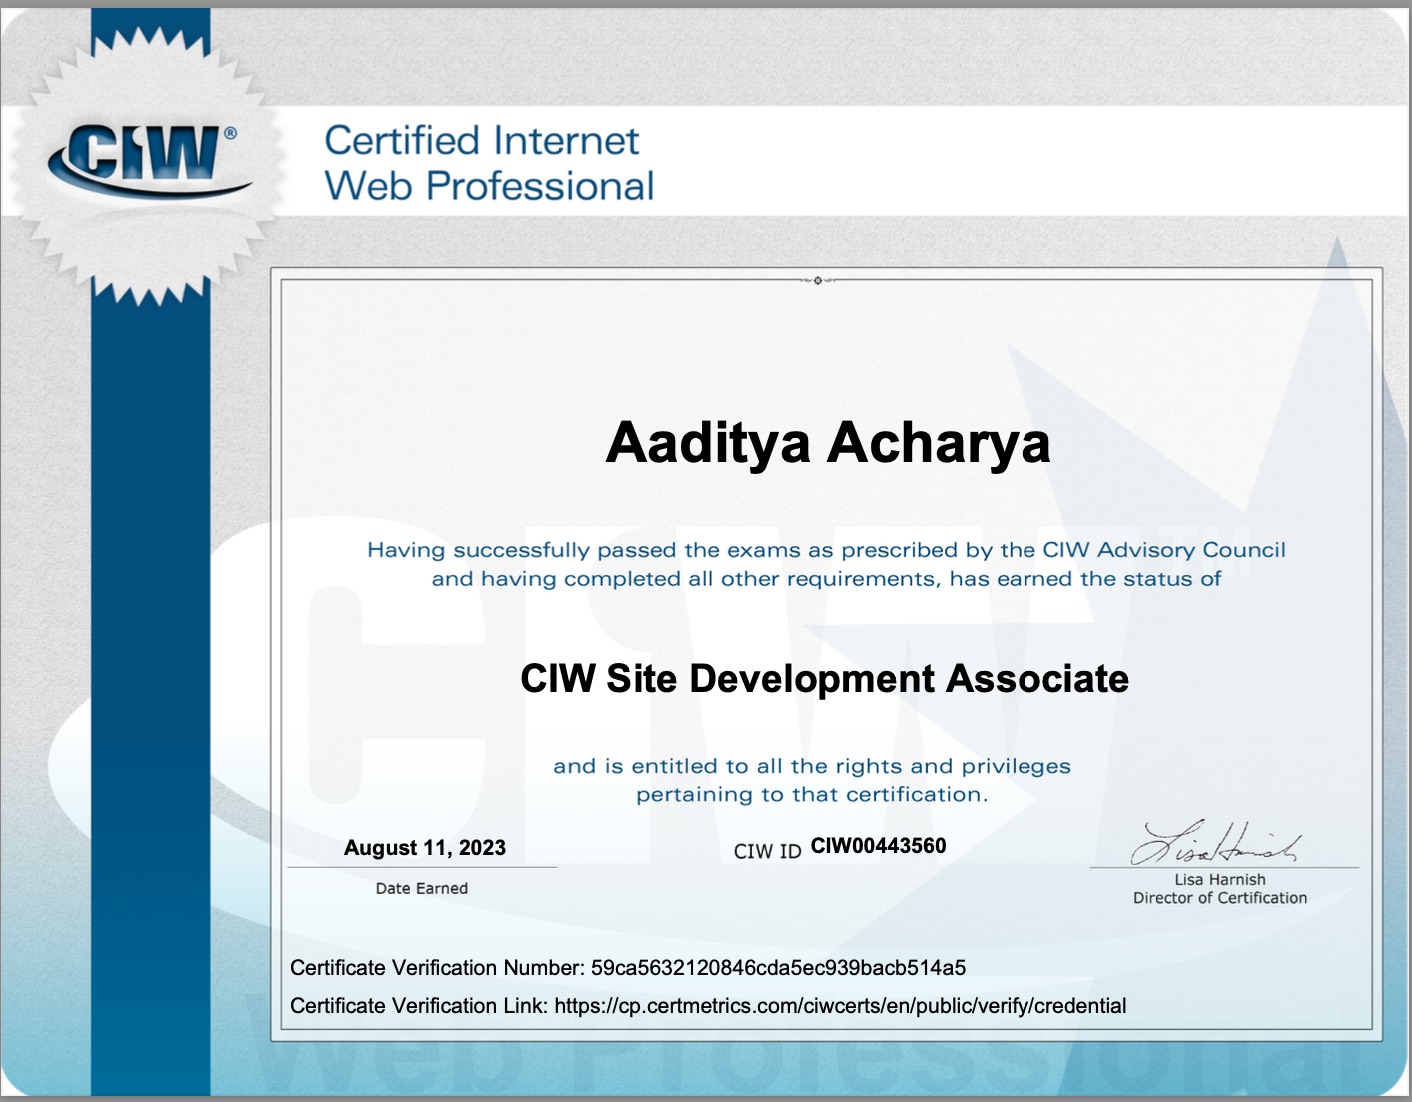 CIW®
Certified Internet
Web Professional
Aaditya Acharya
Having successfully passed the exams as prescribed by the CIW Advisory Council
and having completed all other requirements, has earned the status of
CIW Site Development Associate
and is entitled to all the rights and privileges
pertaining to that certification.
August 11, 2023
Date Earned
CIW ID CIW00443560
Lisa Harnish
Lisa Harnish
Director of Certification
Certificate Verification Number: 59ca5632120846cda5ec939bacb514a5
Certificate Verification Link: https://cp.certmetrics.com/ciwcerts/en/public/verify/credential
CIW TM
Web Professional